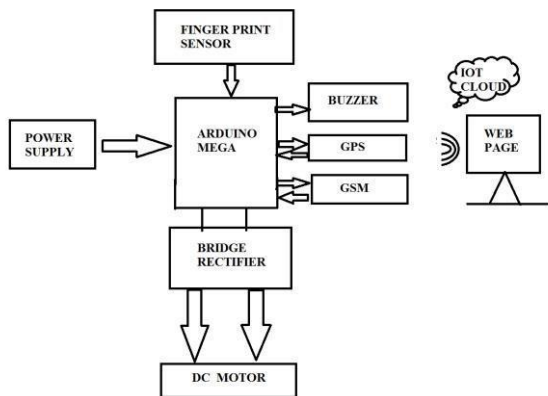 FINGER PRINT
SENSOR
BUZZER
IOT
CLOUD
POWER
SUPPLY
ARDUINO
MEGA
GPS
WEB
PAGE
GSM
BRIDGE
RECTIFIER
DC MOTOR